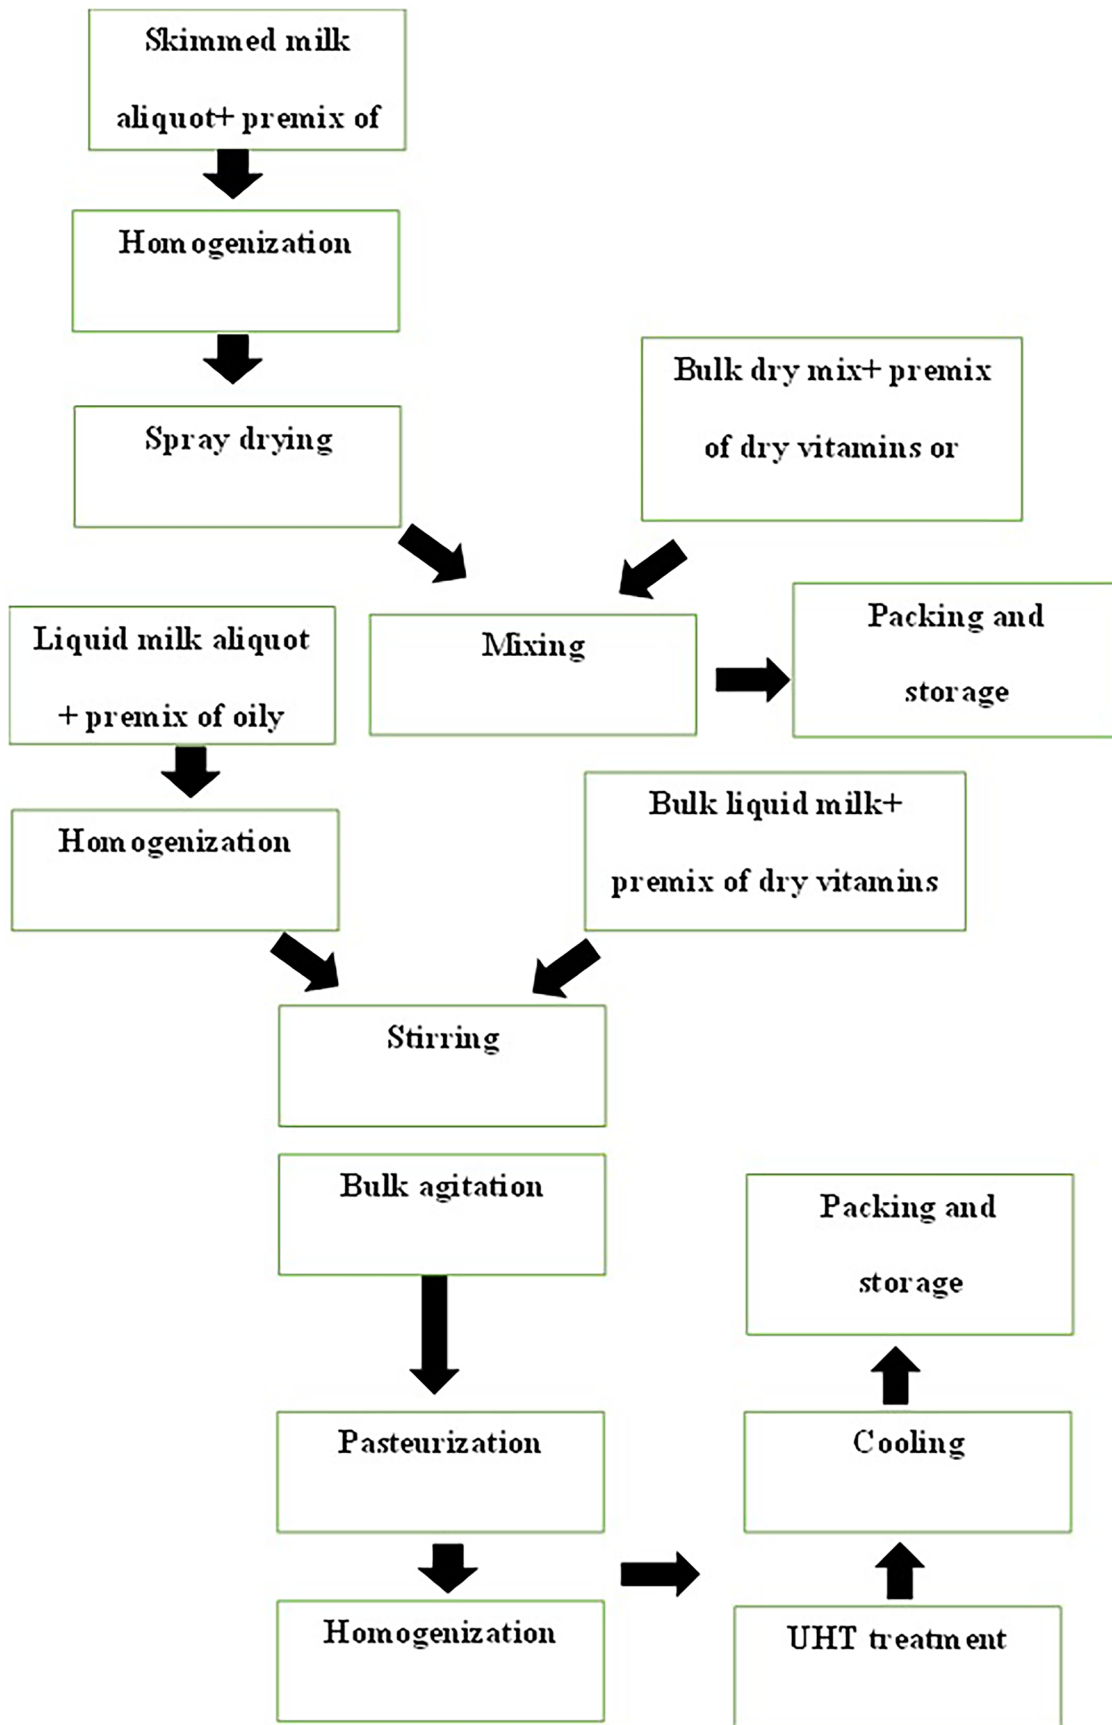 Skimmed milk
aliquot+ premix of
Homogenization
Spray drying
Bulk dry mix+ premix
of dry vitamins or
Mixing
Packing and
storage
Liquid milk aliquot
+ premix of oily
Homogenization
Bulk liquid milk+
premix of dry vitamins
Stirring
Bulk agitation
Pasteurization
Homogenization
UHT treatment
Cooling
Packing and
storage